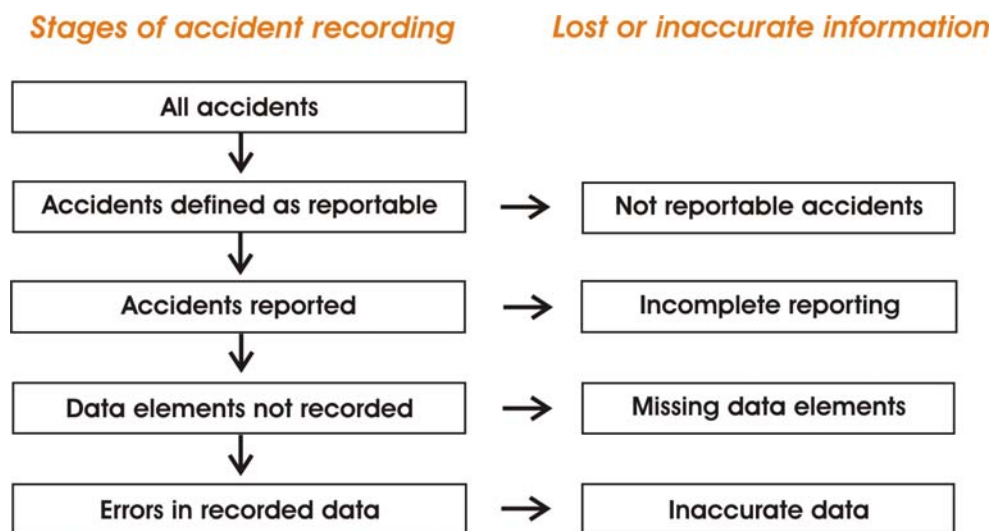 Stages of accident recording
Lost or inaccurate information
All accidents
Accidents defined as reportable
Not reportable accidents
Accidents reported
Incomplete reporting
Data elements not recorded
Missing data elements
Errors in recorded data
Inaccurate data